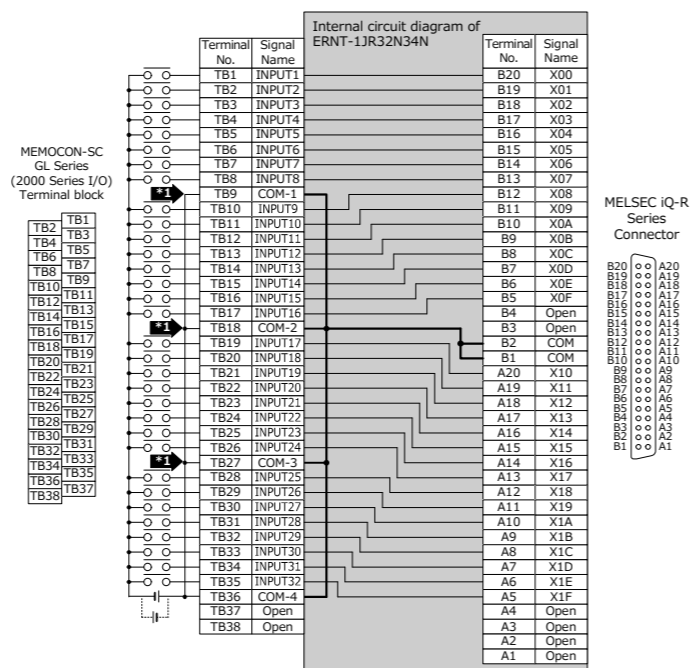 Internal circuit diagram of
ERNT-1JR32N34N
Terminal No. Signal Name Terminal No. Signal Name
TB1 INPUT1 B20 X00
TB2 INPUT2 B19 X01
TB3 INPUT3 B18 X02
TB4 INPUT4 B17 X03
TB5 INPUT5 B16 X04
TB6 INPUT6 B15 X05
TB7 INPUT7 B14 X06
TB8 INPUT8 B13 X07
*1 TB9 COM-1 B12 X08
TB10 INPUT9 B11 X09
TB11 INPUT10 B10 X0A
TB12 INPUT11 B9 X0B
TB13 INPUT12 B8 X0C
TB14 INPUT13 B7 X0D
TB15 INPUT14 B6 X0E
TB16 INPUT15 B5 X0F
TB17 INPUT16 B4 Open
*1 TB18 COM-2 B3 Open
TB19 INPUT17 B2 COM
TB20 INPUT18 B1 COM
TB21 INPUT19 A20 X10
TB22 INPUT20 A19 X11
TB23 INPUT21 A18 X12
TB24 INPUT22 A17 X13
TB25 INPUT23 A16 X14
TB26 INPUT24 A15 X15
*1 TB27 COM-3 A14 X16
TB28 INPUT25 A13 X17
TB29 INPUT26 A12 X18
TB30 INPUT27 A11 X19
TB31 INPUT28 A10 X1A
TB32 INPUT29 A9 X1B
TB33 INPUT30 A8 X1C
TB34 INPUT31 A7 X1D
TB35 INPUT32 A6 X1E
TB36 COM-4 A5 X1F
TB37 Open A4 Open
TB38 Open A3 Open
A2 Open
A1 Open
MEMOCON-SC
GL Series
(2000 Series I/O)
Terminal block
TB1
TB2
TB3
TB4
TB5
TB6
TB7
TB8
TB9
TB10
TB11
TB12
TB13
TB14
TB15
TB16
TB17
TB18
TB19
TB20
TB21
TB22
TB23
TB24
TB25
TB26
TB27
TB28
TB29
TB30
TB31
TB32
TB33
TB34
TB35
TB36
TB37
TB38
MELSEC iQ-R
Series
Connector
B20 A20
B19 A19
B18 A18
B17 A17
B16 A16
B15 A15
B14 A14
B13 A13
B12 A12
B11 A11
B10 A10
B9 A9
B8 A8
B7 A7
B6 A6
B5 A5
B4 A4
B3 A3
B2 A2
B1 A1